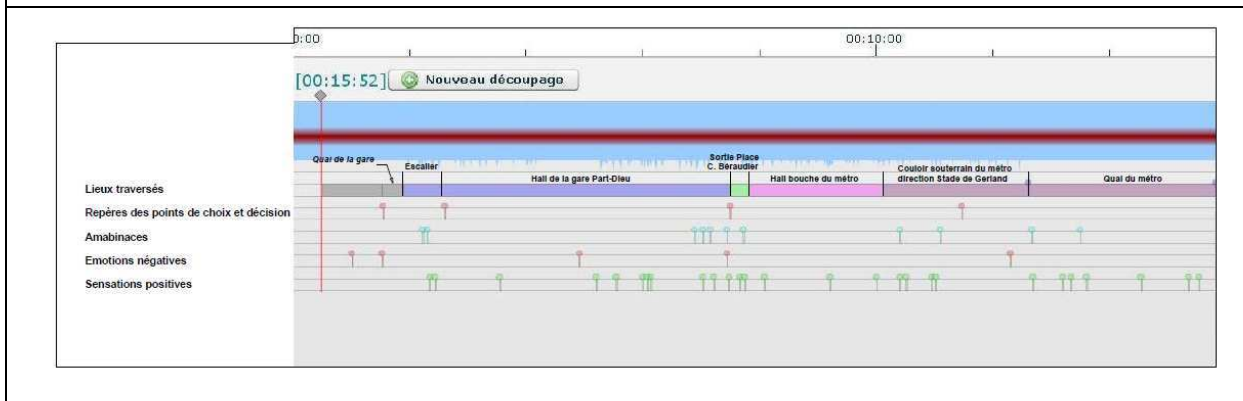 0:00 00:10:00
[00:15:52] Nouveau découpage
Quai de la gare
Escalier
Hall de la gare Part-Dieu
Sortie Place
C. Béraudier
Hall bouche du métro
Couloir souterrain du métro
direction Stade de Gerland
Quai du métro
Lieux traversés
Repères des points de choix et décision
Amabinaces
Emotions négatives
Sensations positives